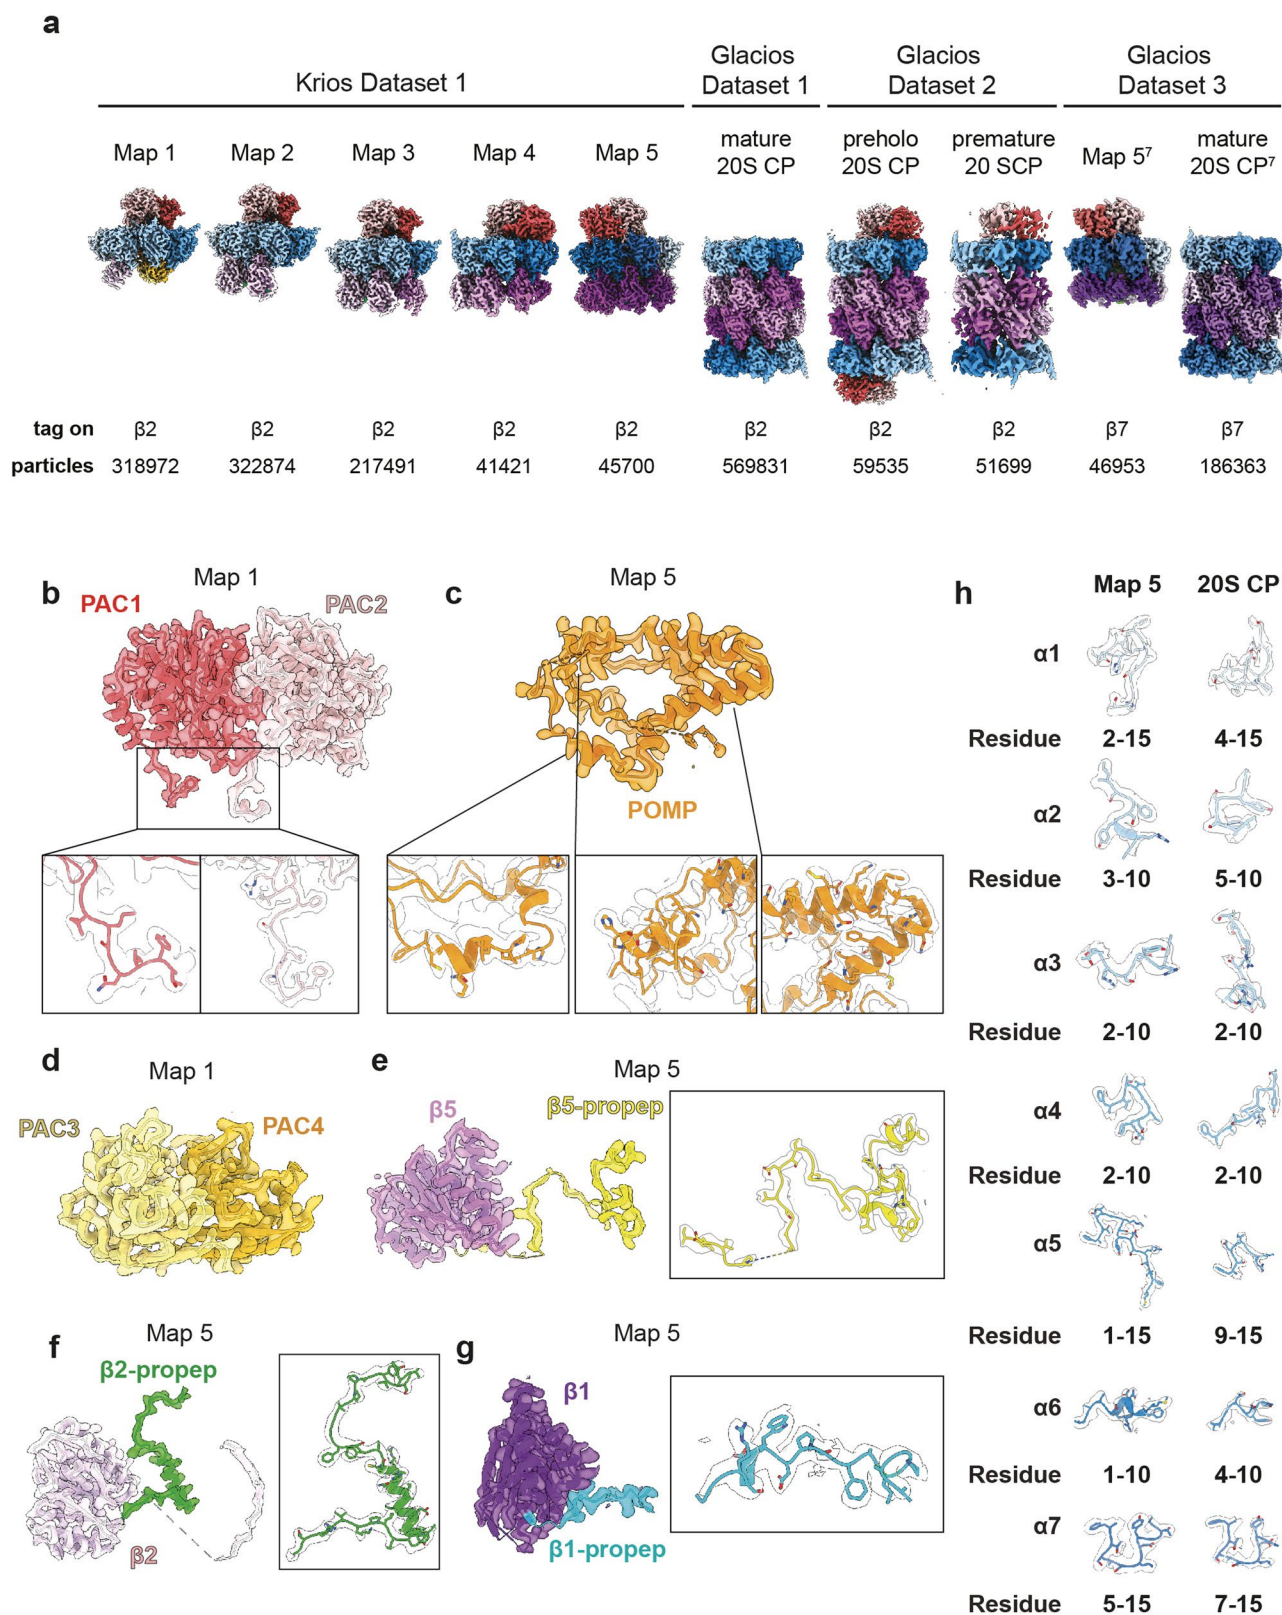 a
Krios Dataset 1
Glacios Dataset 1
Glacios Dataset 2
Glacios Dataset 3
Map 1
Map 2
Map 3
Map 4
Map 5
mature 20S CP
preholo 20S CP
premature 20 SCP
Map 5⁷
mature 20S CP⁷
tag on β2 β2 β2 β2 β2 β2 β2 β2 β7 β7
particles 318972 322874 217491 41421 45700 569831 59535 51699 46953 186363
b
Map 1
PAC1
PAC2
c
Map 5
POMP
d
Map 1
PAC3
PAC4
e
Map 5
β5
β5-propep
f
Map 5
β2-propep
β2
g
Map 5
β1
β1-propep
h
Map 5 20S CP
α1
Residue 2-15 4-15
α2
Residue 3-10 5-10
α3
Residue 2-10 2-10
α4
Residue 2-10 2-10
α5
Residue 1-15 9-15
α6
Residue 1-10 4-10
α7
Residue 5-15 7-15